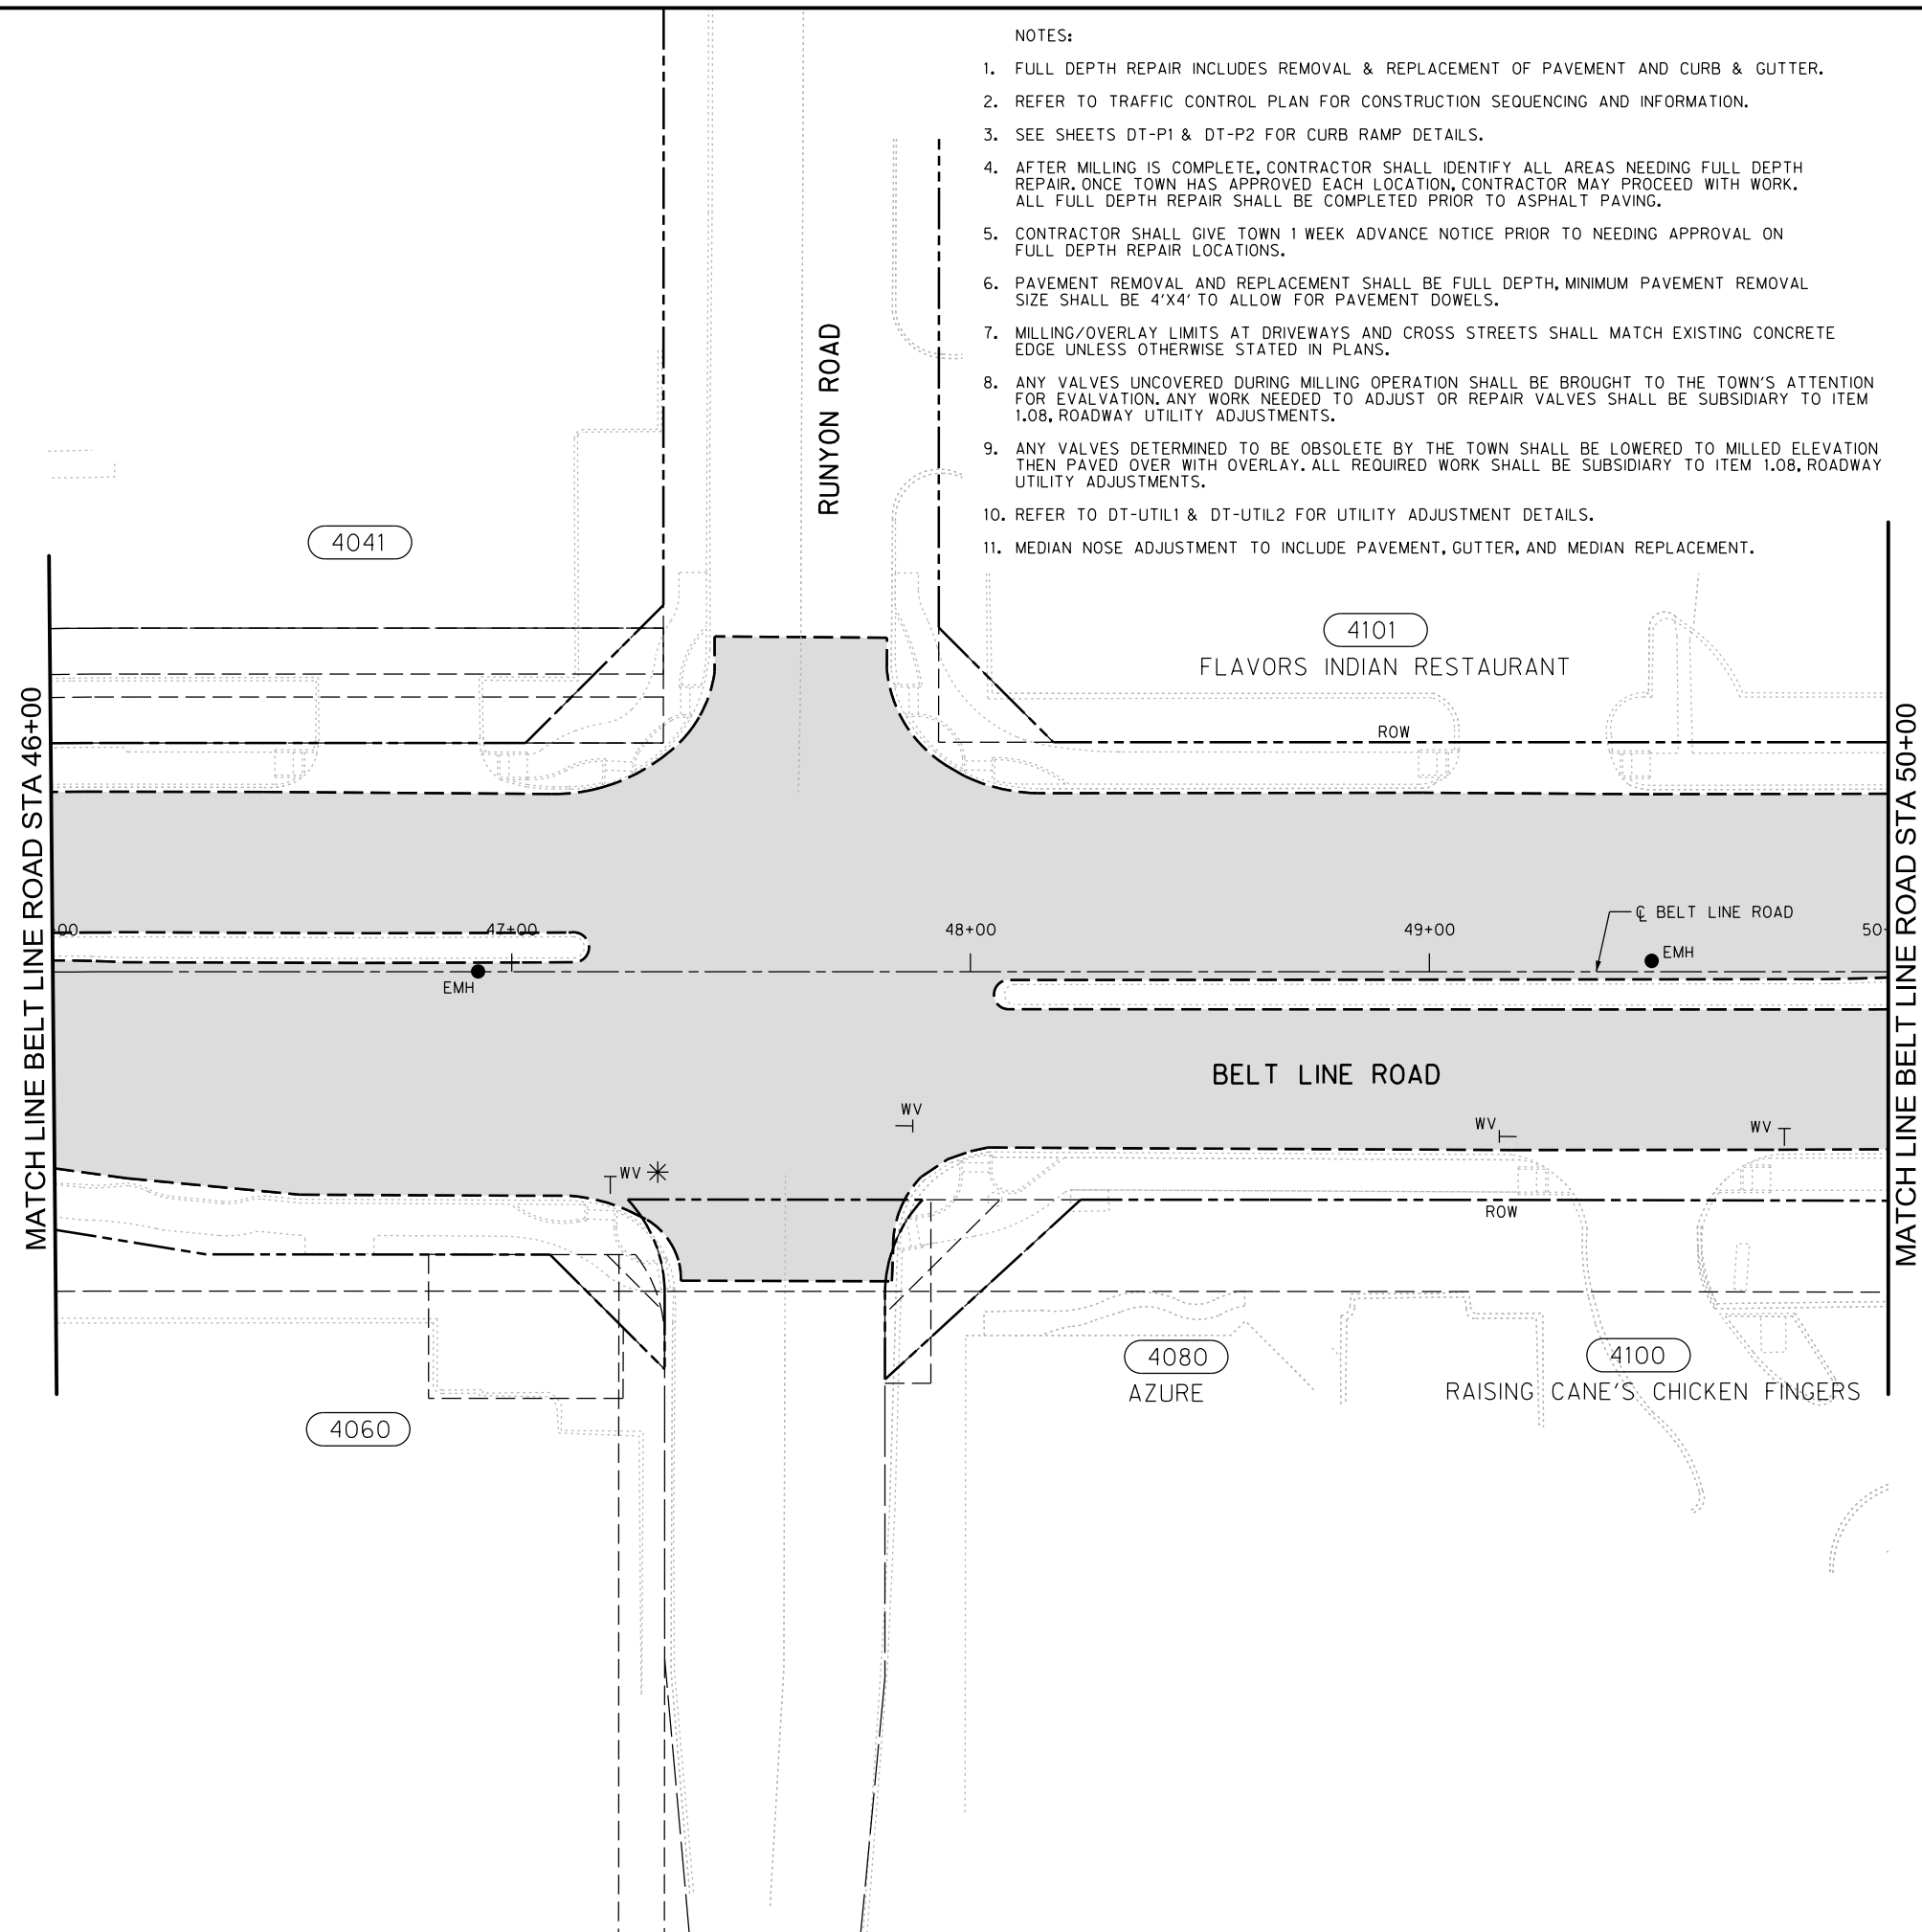 NOTES:
1. FULL DEPTH REPAIR INCLUDES REMOVAL & REPLACEMENT OF PAVEMENT AND CURB & GUTTER.
2. REFER TO TRAFFIC CONTROL PLAN FOR CONSTRUCTION SEQUENCING AND INFORMATION.
3. SEE SHEETS DT-P1 & DT-P2 FOR CURB RAMP DETAILS.
4. AFTER MILLING IS COMPLETE, CONTRACTOR SHALL IDENTIFY ALL AREAS NEEDING FULL DEPTH
REPAIR. ONCE TOWN HAS APPROVED EACH LOCATION, CONTRACTOR MAY PROCEED WITH WORK.
ALL FULL DEPTH REPAIR SHALL BE COMPLETED PRIOR TO ASPHALT PAVING.
5. CONTRACTOR SHALL GIVE TOWN 1 WEEK ADVANCE NOTICE PRIOR TO NEEDING APPROVAL ON
FULL DEPTH REPAIR LOCATIONS.
6. PAVEMENT REMOVAL AND REPLACEMENT SHALL BE FULL DEPTH, MINIMUM PAVEMENT REMOVAL
SIZE SHALL BE 4'X4' TO ALLOW FOR PAVEMENT DOWELS.
7. MILLING/OVERLAY LIMITS AT DRIVEWAYS AND CROSS STREETS SHALL MATCH EXISTING CONCRETE
EDGE UNLESS OTHERWISE STATED IN PLANS.
8. ANY VALVES UNCOVERED DURING MILLING OPERATION SHALL BE BROUGHT TO THE TOWN'S ATTENTION
FOR EVALVATION. ANY WORK NEEDED TO ADJUST OR REPAIR VALVES SHALL BE SUBSIDIARY TO ITEM
1.08, ROADWAY UTILITY ADJUSTMENTS.
9. ANY VALVES DETERMINED TO BE OBSOLETE BY THE TOWN SHALL BE LOWERED TO MILLED ELEVATION
THEN PAVED OVER WITH OVERLAY. ALL REQUIRED WORK SHALL BE SUBSIDIARY TO ITEM 1.08, ROADWAY
UTILITY ADJUSTMENTS.
10. REFER TO DT-UTIL1 & DT-UTIL2 FOR UTILITY ADJUSTMENT DETAILS.
11. MEDIAN NOSE ADJUSTMENT TO INCLUDE PAVEMENT, GUTTER, AND MEDIAN REPLACEMENT.
RUNYON ROAD
4041
4101
FLAVORS INDIAN RESTAURANT
ROW
MATCH LINE BELT LINE ROAD STA 46+00
MATCH LINE BELT LINE ROAD STA 50+00
℄ BELT LINE ROAD
00
47+00
48+00
49+00
50+
EMH
EMH
BELT LINE ROAD
WV
WV
WV
WV
ROW
4080
AZURE
4100
RAISING CANE'S CHICKEN FINGERS
4060